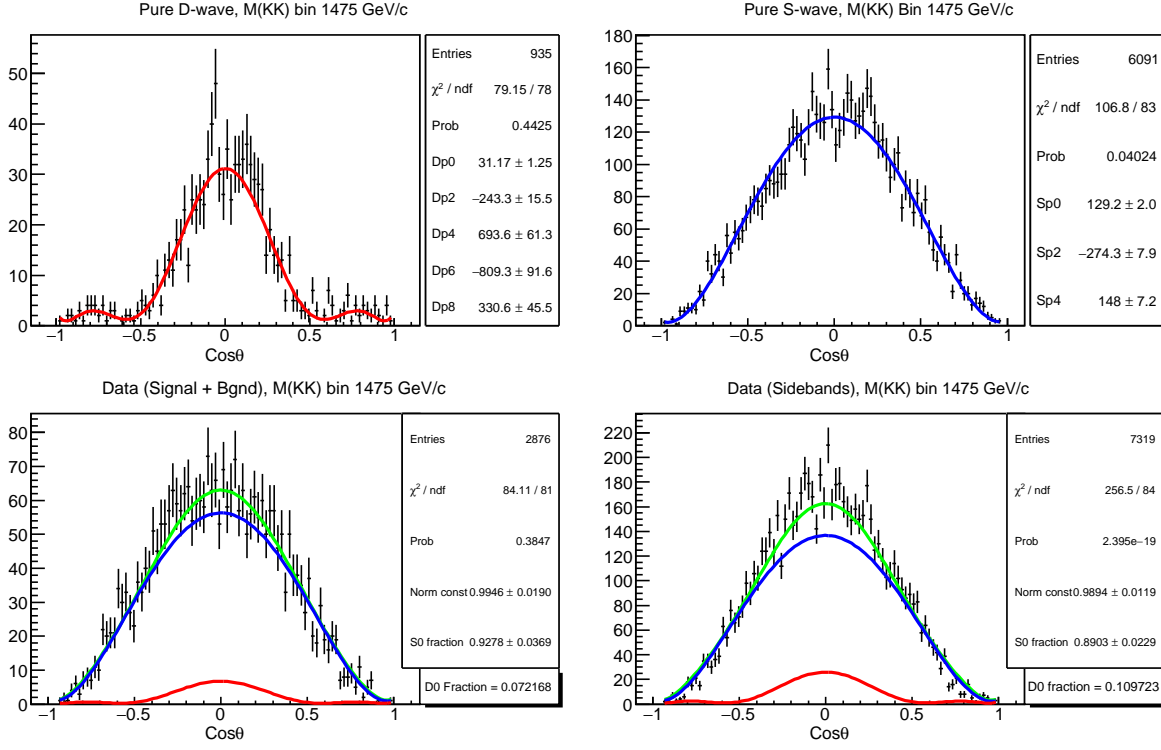 Pure D-wave, M(KK) bin 1475 GeV/c
Entries 935
χ² / ndf 79.15 / 78
Prob 0.4425
Dp0 31.17 ± 1.25
Dp2 −243.3 ± 15.5
Dp4 693.6 ± 61.3
Dp6 −809.3 ± 91.6
Dp8 330.6 ± 45.5
50
40
30
20
10
0
−1 −0.5 0 0.5 1
Cosθ
Pure S-wave, M(KK) Bin 1475 GeV/c
Entries 6091
χ² / ndf 106.8 / 83
Prob 0.04024
Sp0 129.2 ± 2.0
Sp2 −274.3 ± 7.9
Sp4 148 ± 7.2
180
160
140
120
100
80
60
40
20
0
−1 −0.5 0 0.5 1
Cosθ
Data (Signal + Bgnd), M(KK) bin 1475 GeV/c
Entries 2876
χ² / ndf 84.11 / 81
Prob 0.3847
Norm const 0.9946 ± 0.0190
S0 fraction 0.9278 ± 0.0369
D0 Fraction = 0.072168
80
70
60
50
40
30
20
10
0
−1 −0.5 0 0.5 1
Cosθ
Data (Sidebands), M(KK) bin 1475 GeV/c
Entries 7319
χ² / ndf 256.5 / 84
Prob 2.395e−19
Norm const 0.9894 ± 0.0119
S0 fraction 0.8903 ± 0.0229
D0 fraction = 0.109723
220
200
180
160
140
120
100
80
60
40
20
0
−1 −0.5 0 0.5 1
Cosθ